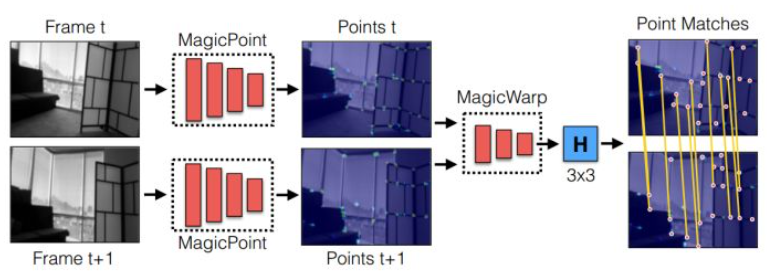 Frame t
MagicPoint
Points t
Point Matches
MagicWarp
H
3x3
MagicPoint
Frame t+1
Points t+1